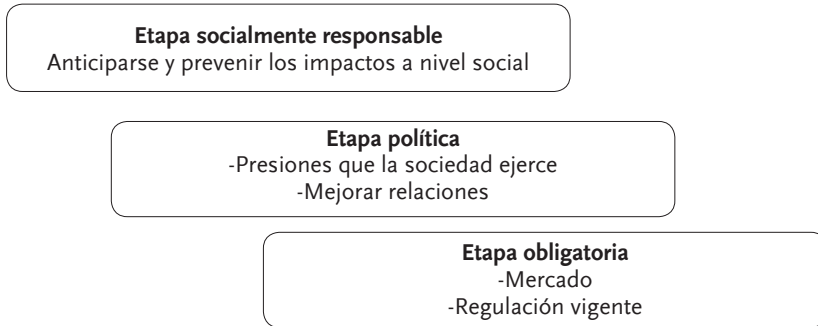 Etapa socialmente responsable
Anticiparse y prevenir los impactos a nivel social
Etapa política
-Presiones que la sociedad ejerce
-Mejorar relaciones
Etapa obligatoria
-Mercado
-Regulación vigente